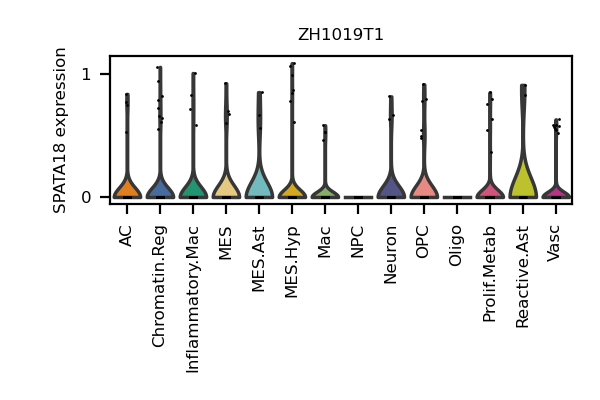 ZH1019T1
SPATA18 expression
1
0
AC
Chromatin.Reg
Inflammatory.Mac
MES
MES.Ast
MES.Hyp
Mac
NPC
Neuron
OPC
Oligo
Prolif.Metab
Reactive.Ast
Vasc